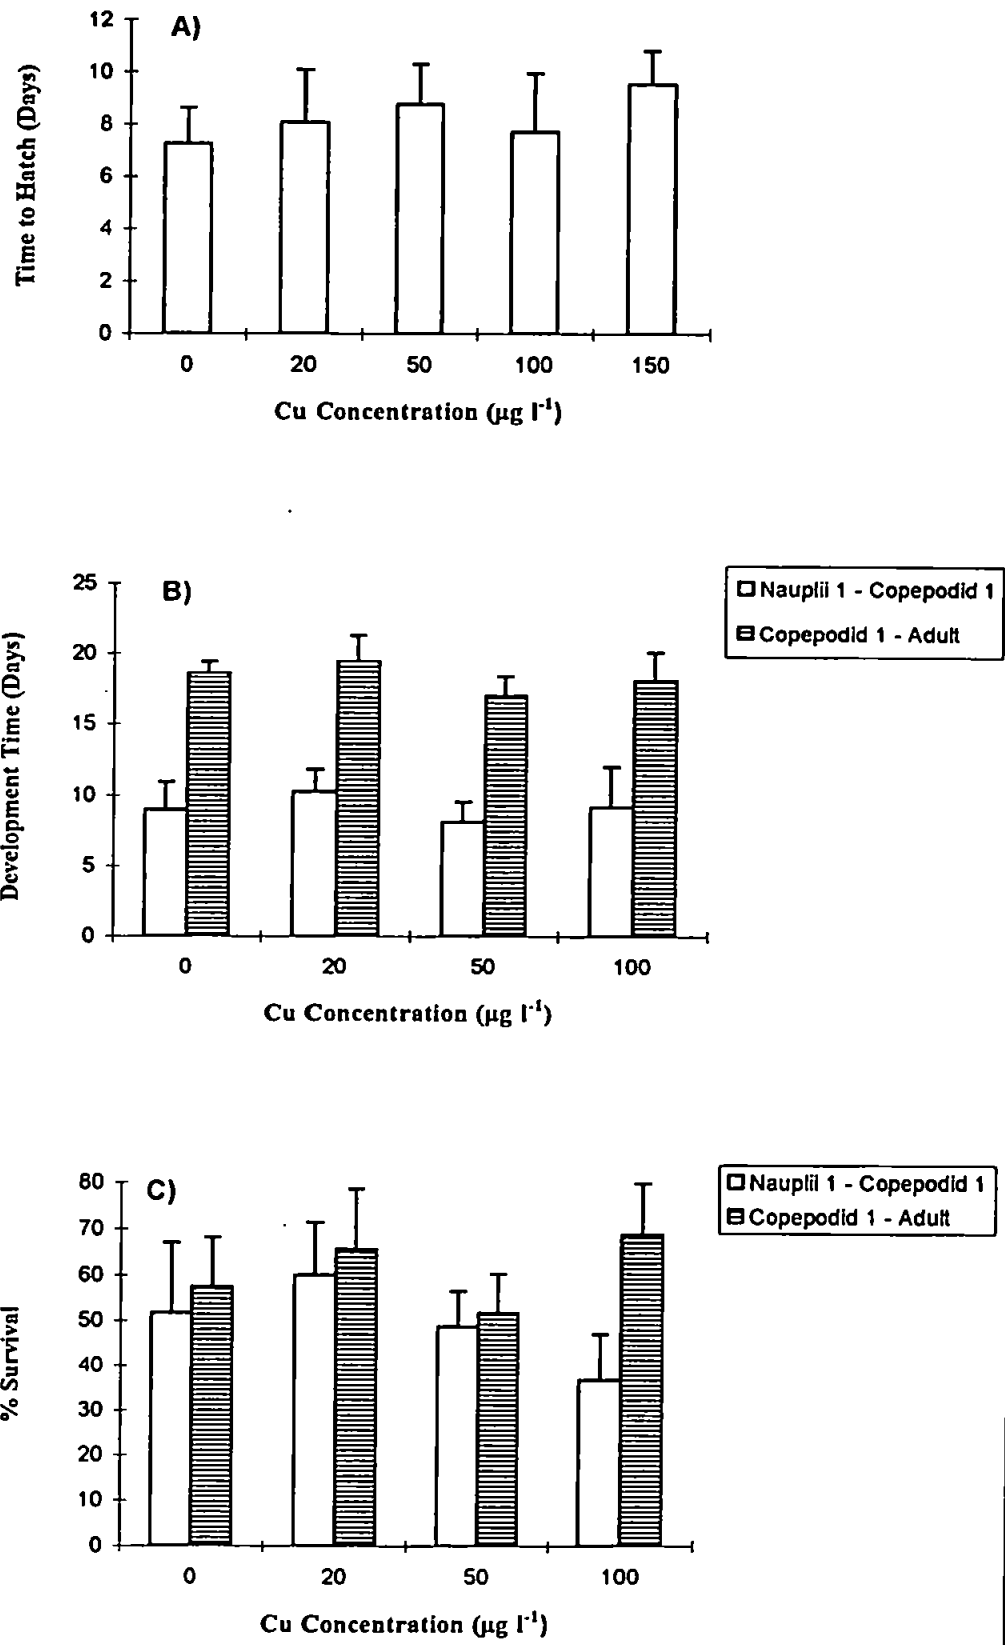 A)
12
10
8
6
4
2
0
Time to Hatch (Days)
0 20 50 100 150
Cu Concentration (µg l⁻¹)
B)
25
20
15
10
5
0
Development Time (Days)
Nauplii 1 - Copepodid 1
Copepodid 1 - Adult
0 20 50 100
Cu Concentration (µg l⁻¹)
C)
80
70
60
50
40
30
20
10
0
% Survival
Nauplii 1 - Copepodid 1
Copepodid 1 - Adult
0 20 50 100
Cu Concentration (µg l⁻¹)